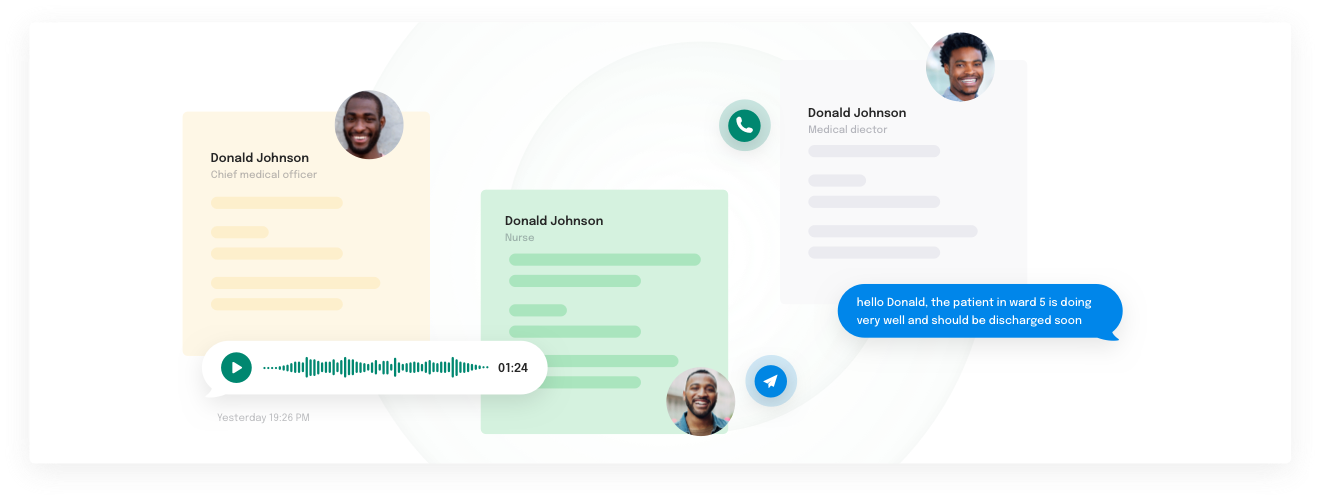 Donald Johnson
Chief medical officer
01:24
Yesterday 19:26 PM
Donald Johnson
Nurse
Donald Johnson
Medical diector
hello Donald, the patient in ward 5 is doing
very well and should be discharged soon